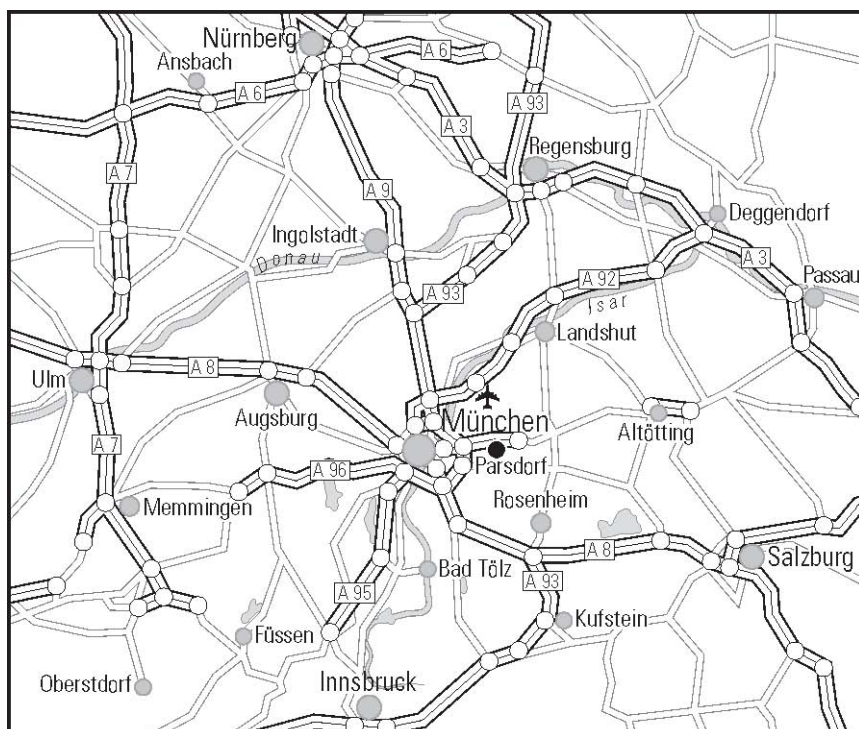 Nürnberg
A 6
Ansbach
A 6
A 93
A 3
Regensburg
A 7
A 9
Deggendorf
Ingolstadt
Donau
A 3
A 92
Passau
A 93
Isar
Landshut
A 8
Ulm
Augsburg
München
Altötting
A 7
A 96
Parsdorf
Memmingen
Rosenheim
A 8
Salzburg
Bad Tölz
A 93
A 95
Kufstein
Füssen
Oberstdorf
Innsbruck